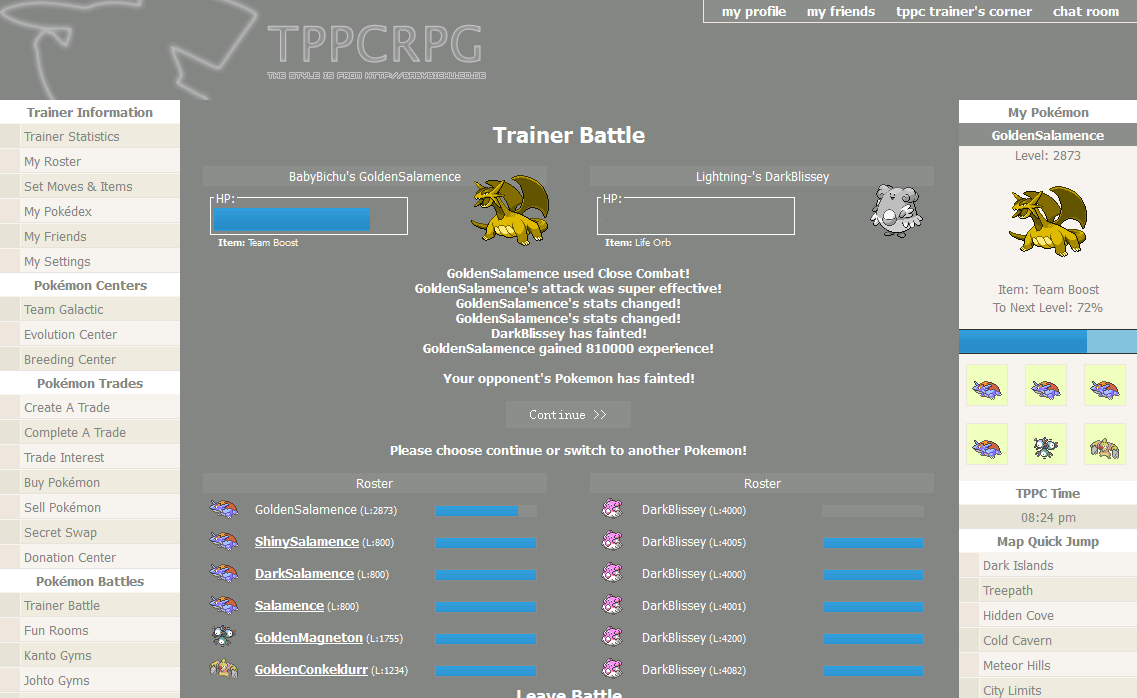 my profile my friends tppc trainer's corner chat room
TPPCRPG
THE STYLE IS FROM HTTP://BABYBICHU.CO.DE
Trainer Information
Trainer Statistics
My Roster
Set Moves & Items
My Pokédex
My Friends
My Settings
Pokémon Centers
Team Galactic
Evolution Center
Breeding Center
Pokémon Trades
Create A Trade
Complete A Trade
Trade Interest
Buy Pokémon
Sell Pokémon
Secret Swap
Donation Center
Pokémon Battles
Trainer Battle
Fun Rooms
Kanto Gyms
Johto Gyms
Trainer Battle
BabyBichu's GoldenSalamence
HP:
Item: Team Boost
Lightning-'s DarkBlissey
HP:
Item: Life Orb
GoldenSalamence used Close Combat!
GoldenSalamence's attack was super effective!
GoldenSalamence's stats changed!
GoldenSalamence's stats changed!
DarkBlissey has fainted!
GoldenSalamence gained 810000 experience!
Your opponent's Pokemon has fainted!
Continue >>
Please choose continue or switch to another Pokemon!
Roster
GoldenSalamence (L:2873)
ShinySalamence (L:800)
DarkSalamence (L:800)
Salamence (L:800)
GoldenMagneton (L:1755)
GoldenConkeldurr (L:1234)
Roster
DarkBlissey (L:4000)
DarkBlissey (L:4005)
DarkBlissey (L:4000)
DarkBlissey (L:4001)
DarkBlissey (L:4200)
DarkBlissey (L:4082)
Leave Battle
My Pokémon
GoldenSalamence
Level: 2873
Item: Team Boost
To Next Level: 72%
TPPC Time
08:24 pm
Map Quick Jump
Dark Islands
Treepath
Hidden Cove
Cold Cavern
Meteor Hills
City Limits